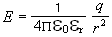 E = 1/(4πε₀εᵣ) q/r²